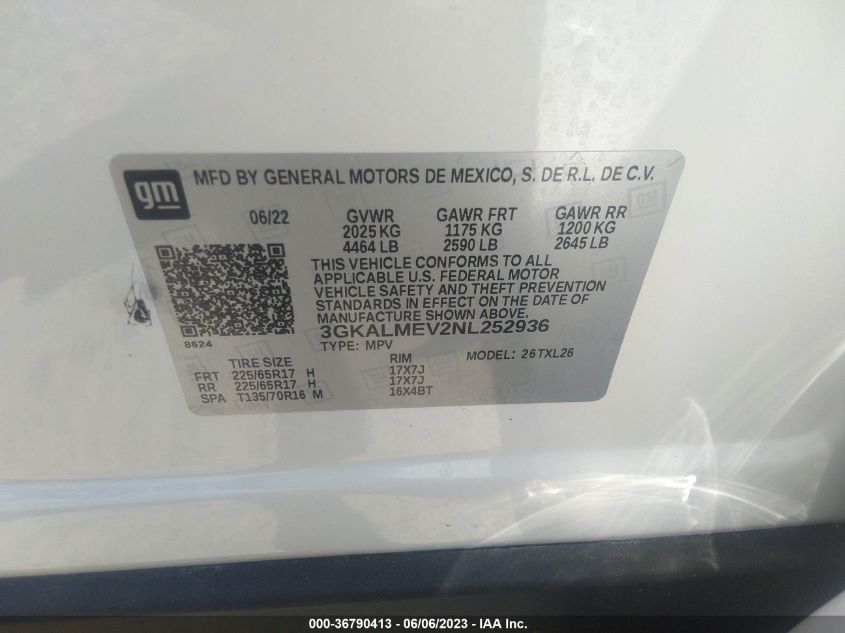 gm
MFD BY GENERAL MOTORS DE MEXICO, S. DE R.L. DE C.V.
06/22 GVWR GAWR FRT GAWR RR
2025 KG 1175 KG 1200 KG
4464 LB 2590 LB 2645 LB
THIS VEHICLE CONFORMS TO ALL
APPLICABLE U.S. FEDERAL MOTOR
VEHICLE SAFETY AND THEFT PREVENTION
STANDARDS IN EFFECT ON THE DATE OF
MANUFACTURE SHOWN ABOVE.
8624 3GKALMEV2NL252936
TYPE: MPV MODEL: 26TXL26
TIRE SIZE RIM
FRT 225/65R17 H 17X7J
RR 225/65R17 H 17X7J
SPA T135/70R16 M 16X4BT
000-36790413 - 06/06/2023 - IAA Inc.